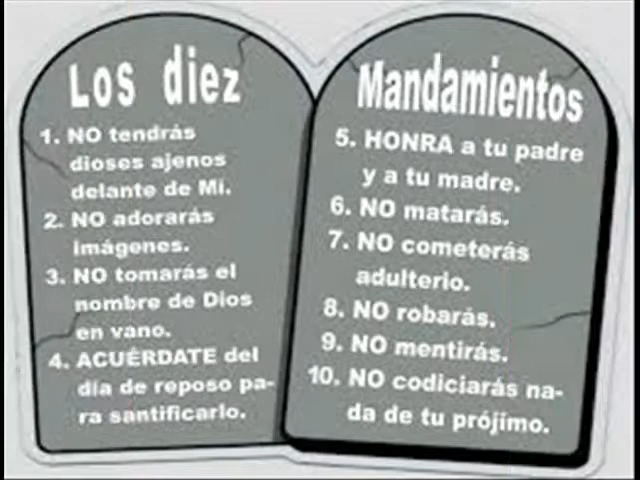 Los diez
1. NO tendrás
dioses ajenos
delante de Mí.
2. NO adorarás
imágenes.
3. NO tomarás el
nombre de Dios
en vano.
4. ACUÉRDATE del
día de reposo pa-
ra santificarlo.
Mandamientos
5. HONRA a tu padre
y a tu madre.
6. NO matarás.
7. NO cometerás
adulterio.
8. NO robarás.
9. NO mentirás.
10. NO codiciarás na-
da de tu prójimo.